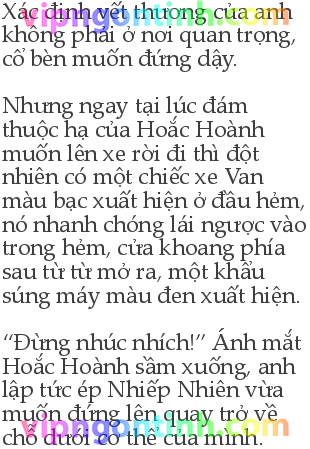 Xác định vết thương của anh
không phải ở nơi quan trọng,
cổ bèn muốn đứng dậy.
Nhưng ngay tại lúc đám
thuộc hạ của Hoắc Hoành
muốn lên xe rời đi thì đột
nhiên có một chiếc xe Van
màu bạc xuất hiện ở đầu hẻm,
nó nhanh chóng lái ngược vào
trong hẻm, cửa khoang phía
sau từ từ mở ra, một khẩu
súng máy màu đen xuất hiện.
“Đừng nhúc nhích!” Ánh mắt
Hoắc Hoành sầm xuống, anh
lập tức ép Nhiếp Nhiên vừa
muốn đứng lên quay trở về
chỗ dưới cơ thể của mình.
vipngontinh.com
vipngontinh.com